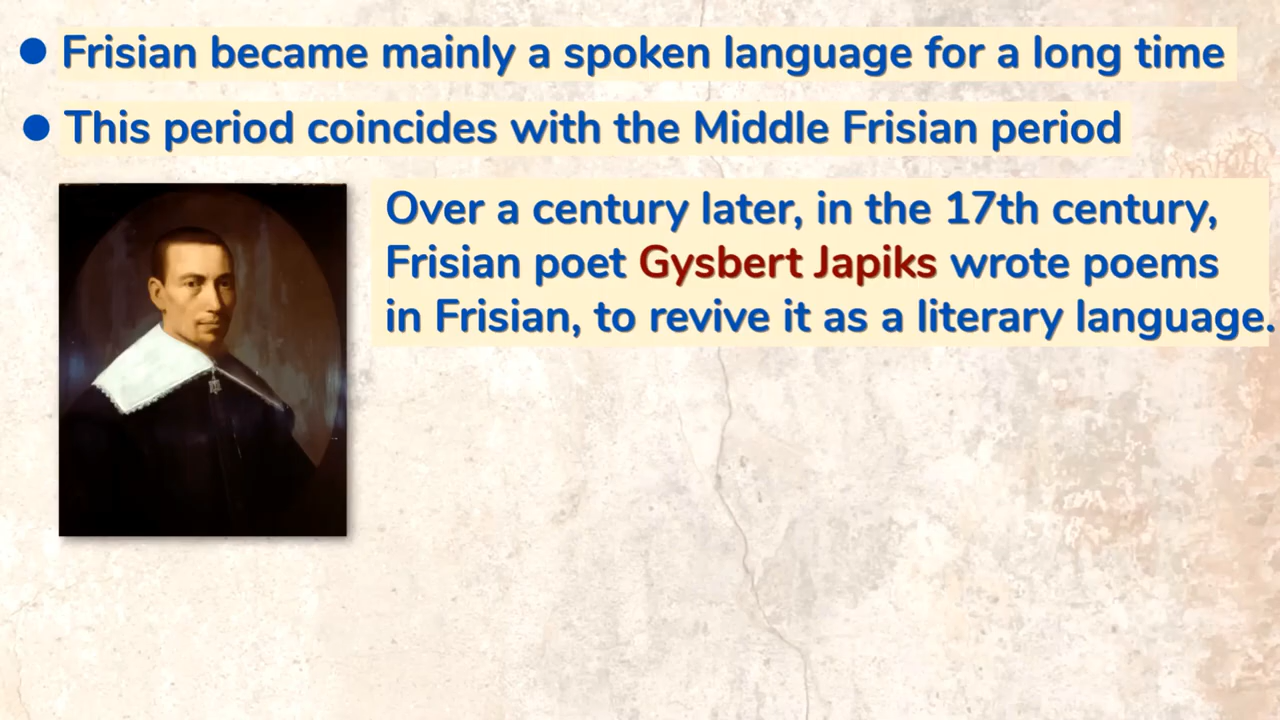 Frisian became mainly a spoken language for a long time
This period coincides with the Middle Frisian period
Over a century later, in the 17th century,
Frisian poet Gysbert Japiks wrote poems
in Frisian, to revive it as a literary language.